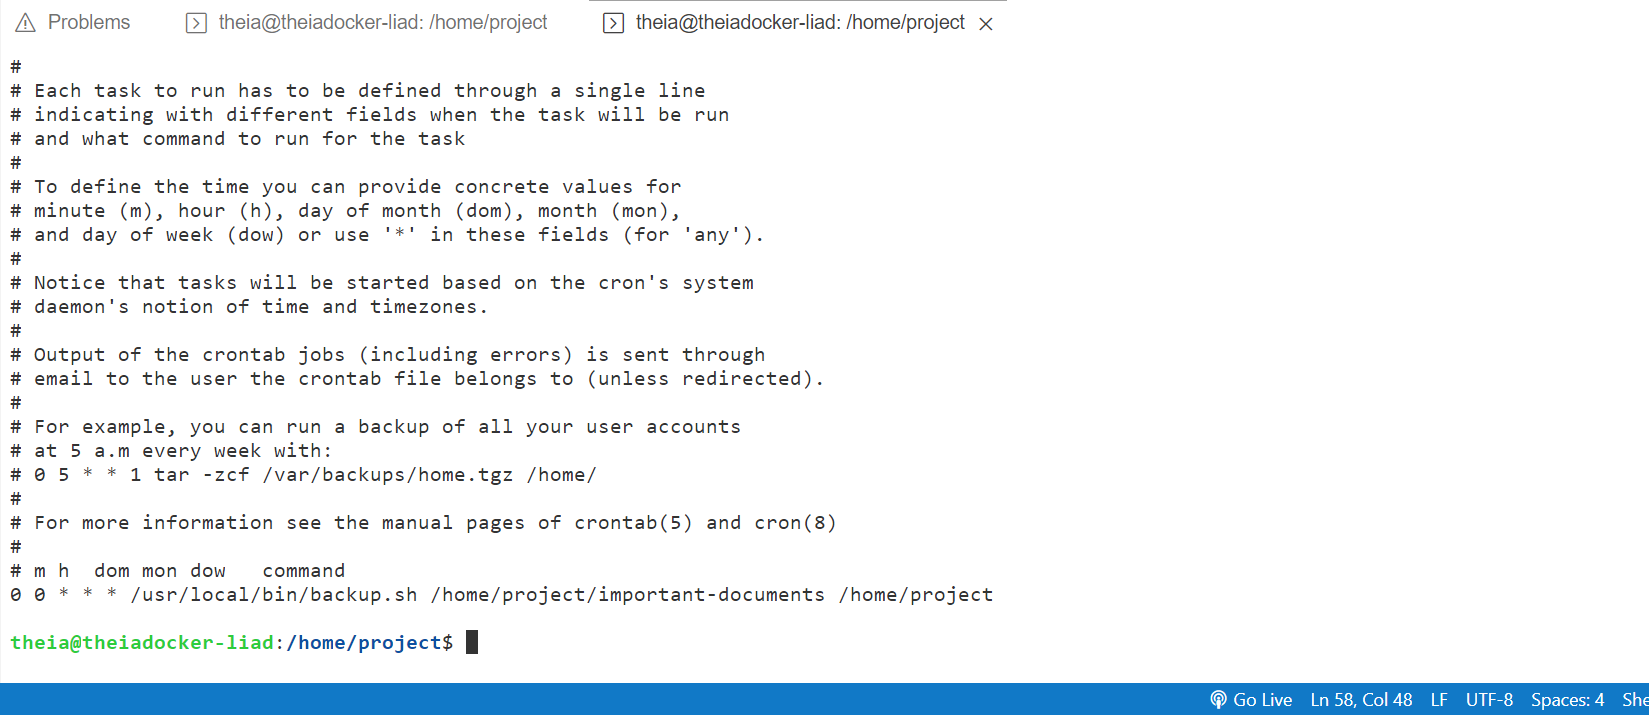 Problems
theia@theiadocker-liad: /home/project
theia@theiadocker-liad: /home/project
#
# Each task to run has to be defined through a single line
# indicating with different fields when the task will be run
# and what command to run for the task
#
# To define the time you can provide concrete values for
# minute (m), hour (h), day of month (dom), month (mon),
# and day of week (dow) or use '*' in these fields (for 'any').
#
# Notice that tasks will be started based on the cron's system
# daemon's notion of time and timezones.
#
# Output of the crontab jobs (including errors) is sent through
# email to the user the crontab file belongs to (unless redirected).
#
# For example, you can run a backup of all your user accounts
# at 5 a.m every week with:
# 0 5 * * 1 tar -zcf /var/backups/home.tgz /home/
#
# For more information see the manual pages of crontab(5) and cron(8)
#
# m h  dom mon dow   command
0 0 * * * /usr/local/bin/backup.sh /home/project/important-documents /home/project
theia@theiadocker-liad:/home/project$
Go Live Ln 58, Col 48 LF UTF-8 Spaces: 4